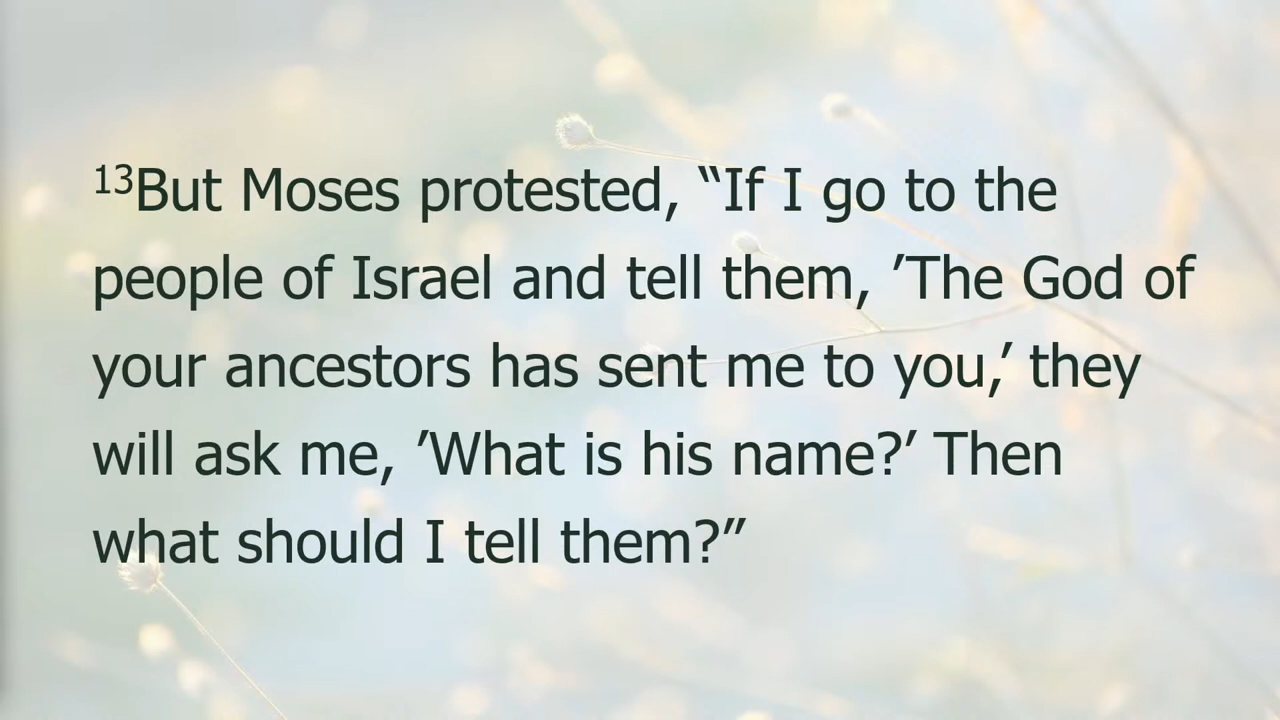 ¹³But Moses protested, “If I go to the
people of Israel and tell them, ’The God of
your ancestors has sent me to you,’ they
will ask me, ’What is his name?’ Then
what should I tell them?”